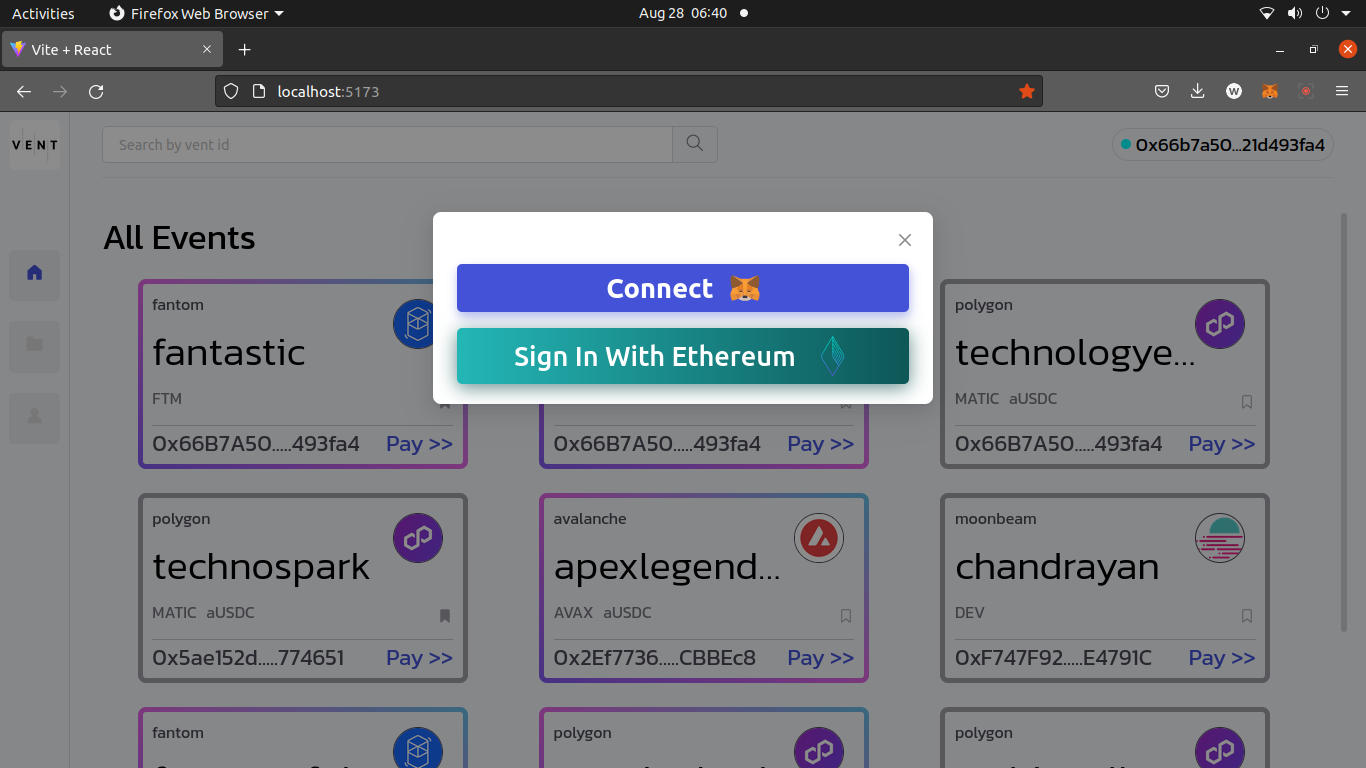 Activities Firefox Web Browser Aug 28 06:40
Vite + React
localhost:5173
VENT
Search by vent id
0x66b7a50...21d493fa4
All Events
Connect
Sign In With Ethereum
fantom
fantastic
FTM
0x66B7A50.....493fa4 Pay >>
0x66B7A50.....493fa4 Pay >>
polygon
technologye...
MATIC aUSDC
0x66B7A50.....493fa4 Pay >>
polygon
technospark
MATIC aUSDC
0x5ae152d.....774651 Pay >>
avalanche
apexlegend...
AVAX aUSDC
0x2Ef7736.....CBBEc8 Pay >>
moonbeam
chandrayan
DEV
0xF747F92.....E4791C Pay >>
fantom
polygon
polygon